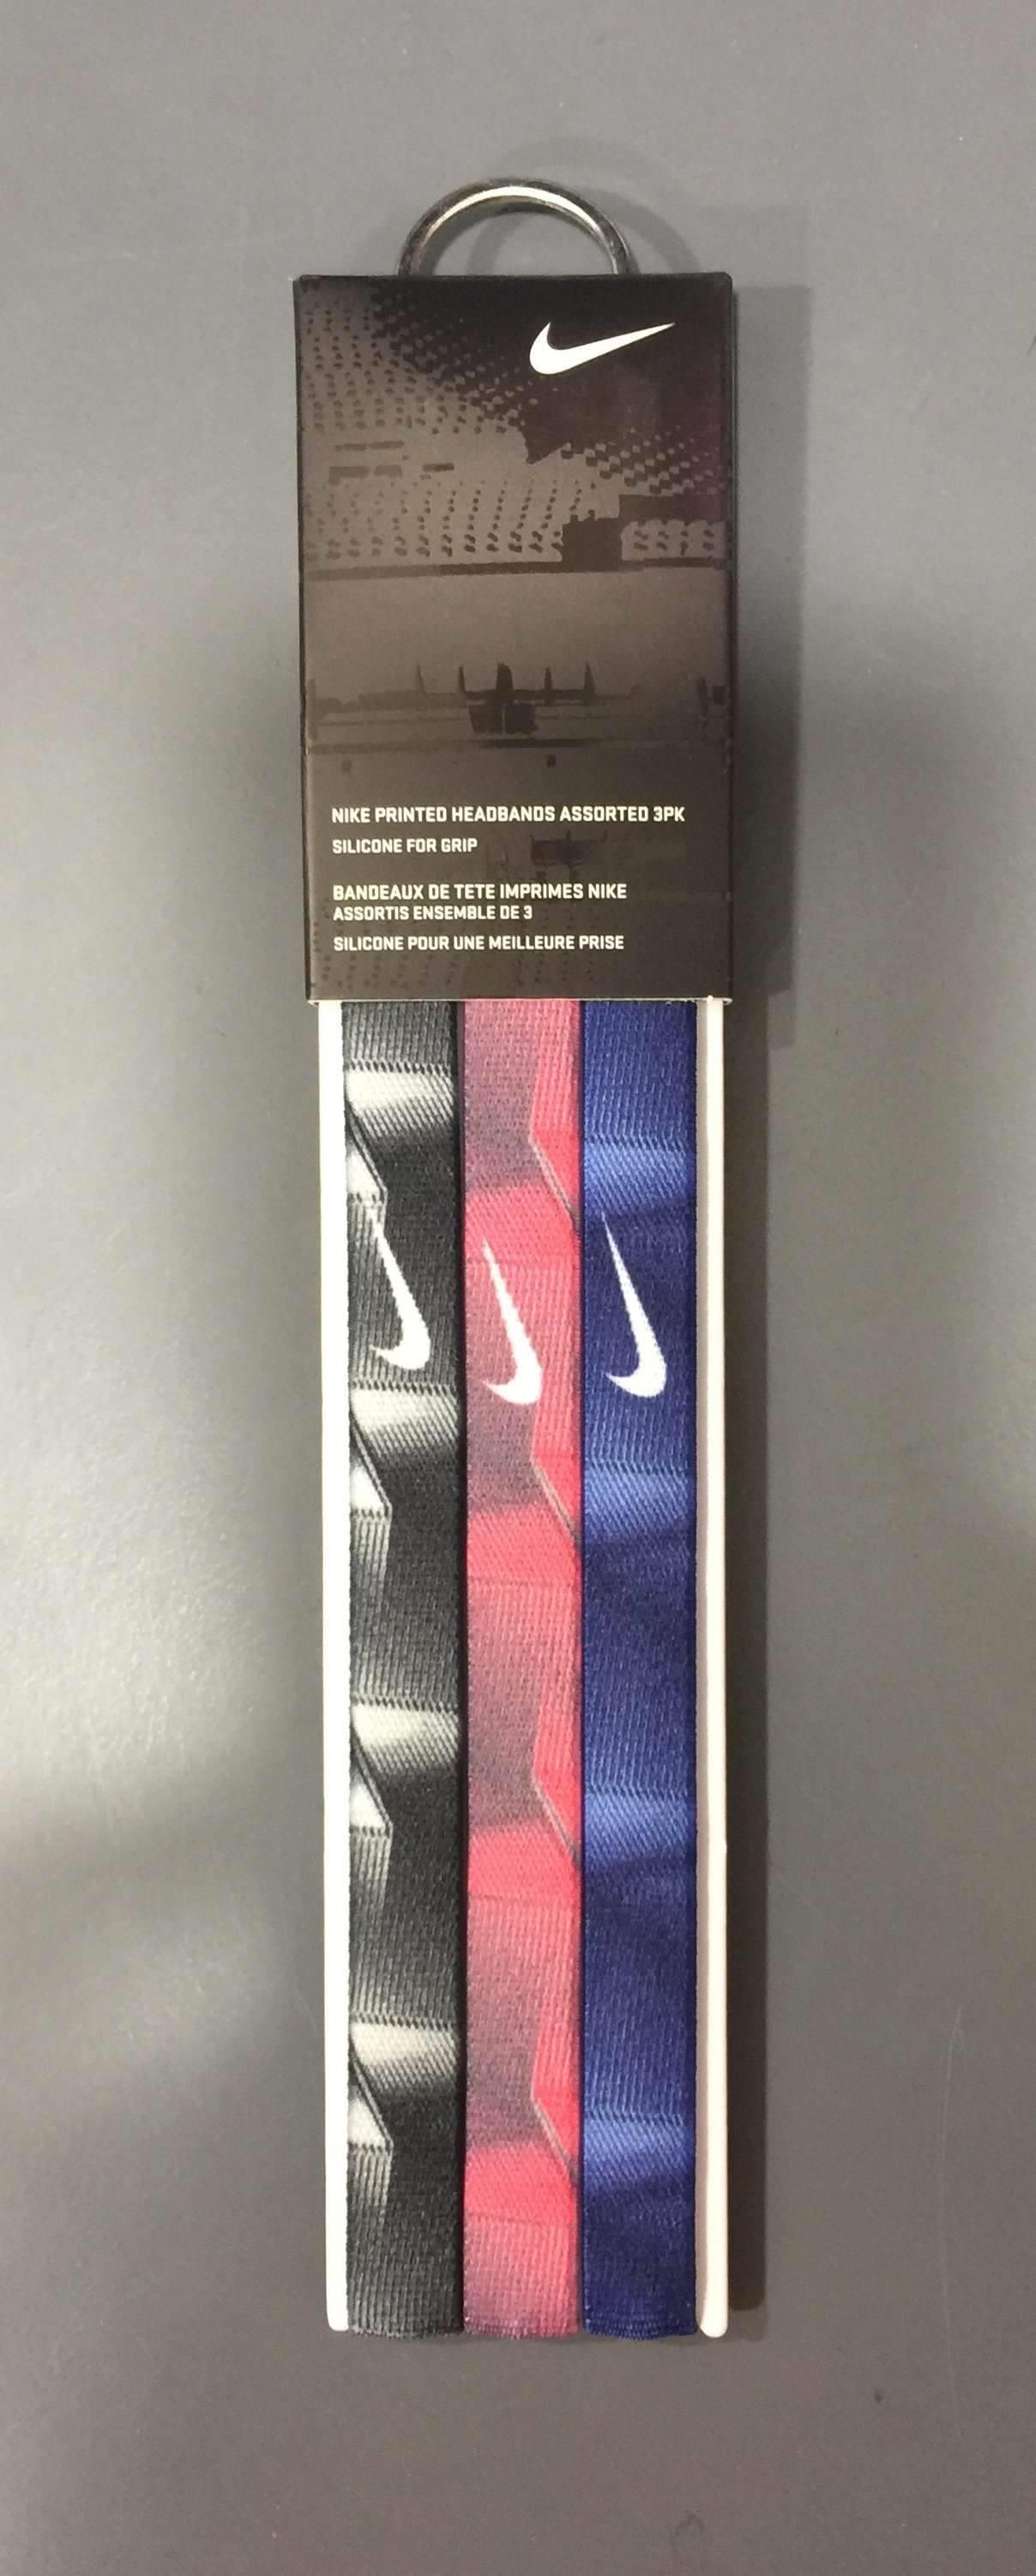 NIKE PRINTED HEADBANDS ASSORTED 3PK
SILICONE FOR GRIP
BANDEAUX DE TETE IMPRIMES NIKE
ASSORTIS ENSEMBLE DE 3
SILICONE POUR UNE MEILLEURE PRISE